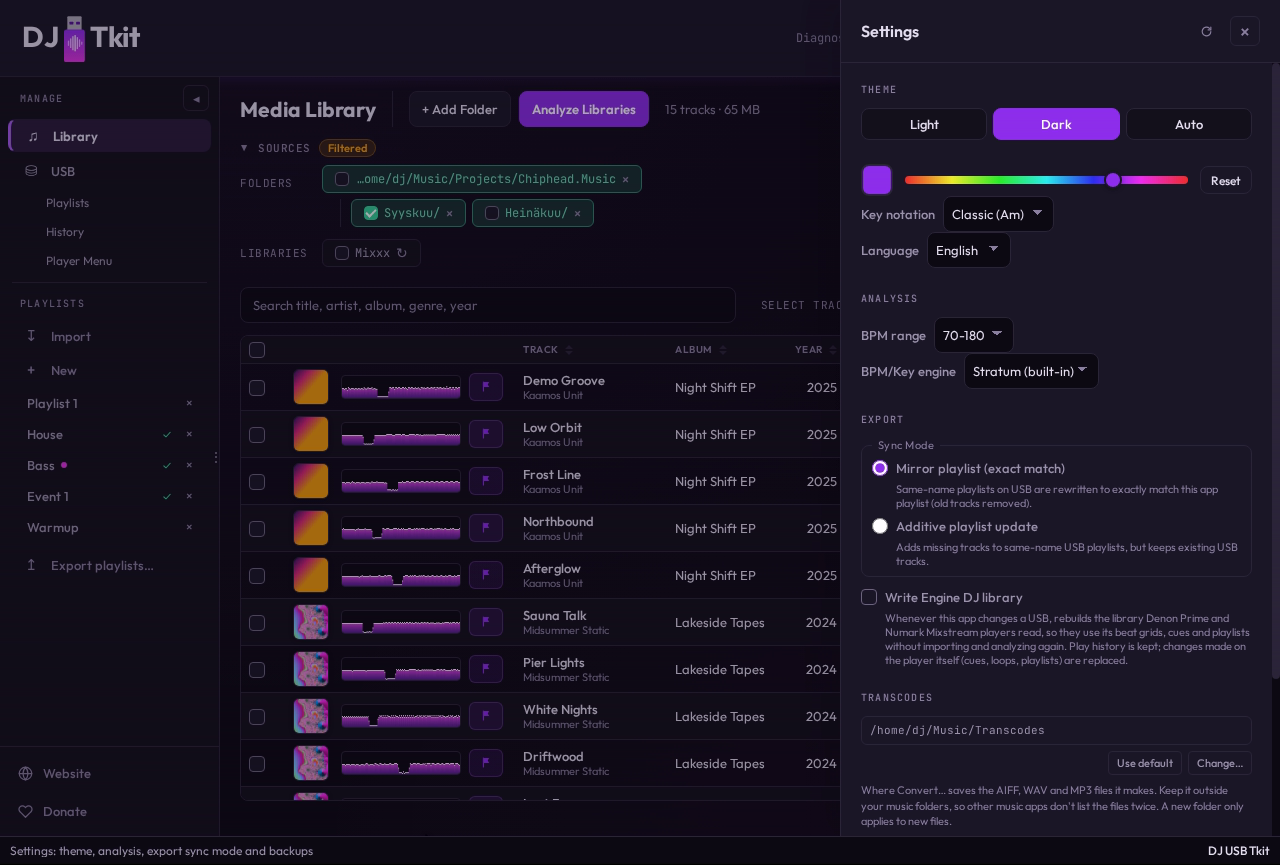 DJ Tkit
Diagnos
MANAGE
Library
USB
Playlists
History
Player Menu
PLAYLISTS
Import
+ New
Playlist 1 ×
House ✓ ×
Bass ✓ ×
Event 1 ✓ ×
Warmup ×
Export playlists...
Website
Donate
Media Library
+ Add Folder
Analyze Libraries
15 tracks · 65 MB
▼ SOURCES Filtered
FOLDERS
…ome/dj/Music/Projects/Chiphead.Music ×
Syyskuu/ × Heinäkuu/ ×
LIBRARIES Mixxx ↻
Search title, artist, album, genre, year
SELECT TRAC
TRACK ALBUM YEAR
Demo Groove Night Shift EP 2025
Kaamos Unit
Low Orbit Night Shift EP 2025
Kaamos Unit
Frost Line Night Shift EP 2025
Kaamos Unit
Northbound Night Shift EP 2025
Kaamos Unit
Afterglow Night Shift EP 2025
Kaamos Unit
Sauna Talk Lakeside Tapes 2024
Midsummer Static
Pier Lights Lakeside Tapes 2024
Midsummer Static
White Nights Lakeside Tapes 2024
Midsummer Static
Driftwood Lakeside Tapes 2024
Midsummer Static
Settings
THEME
Light Dark Auto
Reset
Key notation Classic (Am)
Language English
ANALYSIS
BPM range 70-180
BPM/Key engine Stratum (built-in)
EXPORT
Sync Mode
Mirror playlist (exact match)
Same-name playlists on USB are rewritten to exactly match this app
playlist (old tracks removed).
Additive playlist update
Adds missing tracks to same-name USB playlists, but keeps existing USB
tracks.
Write Engine DJ library
Whenever this app changes a USB, rebuilds the library Denon Prime and
Numark Mixstream players read, so they use its beat grids, cues and playlists
without importing and analyzing again. Play history is kept; changes made on
the player itself (cues, loops, playlists) are replaced.
TRANSCODES
/home/dj/Music/Transcodes
Use default Change...
Where Convert... saves the AIFF, WAV and MP3 files it makes. Keep it outside
your music folders, so other music apps don't list the files twice. A new folder only
applies to new files.
Settings: theme, analysis, export sync mode and backups
DJ USB Tkit